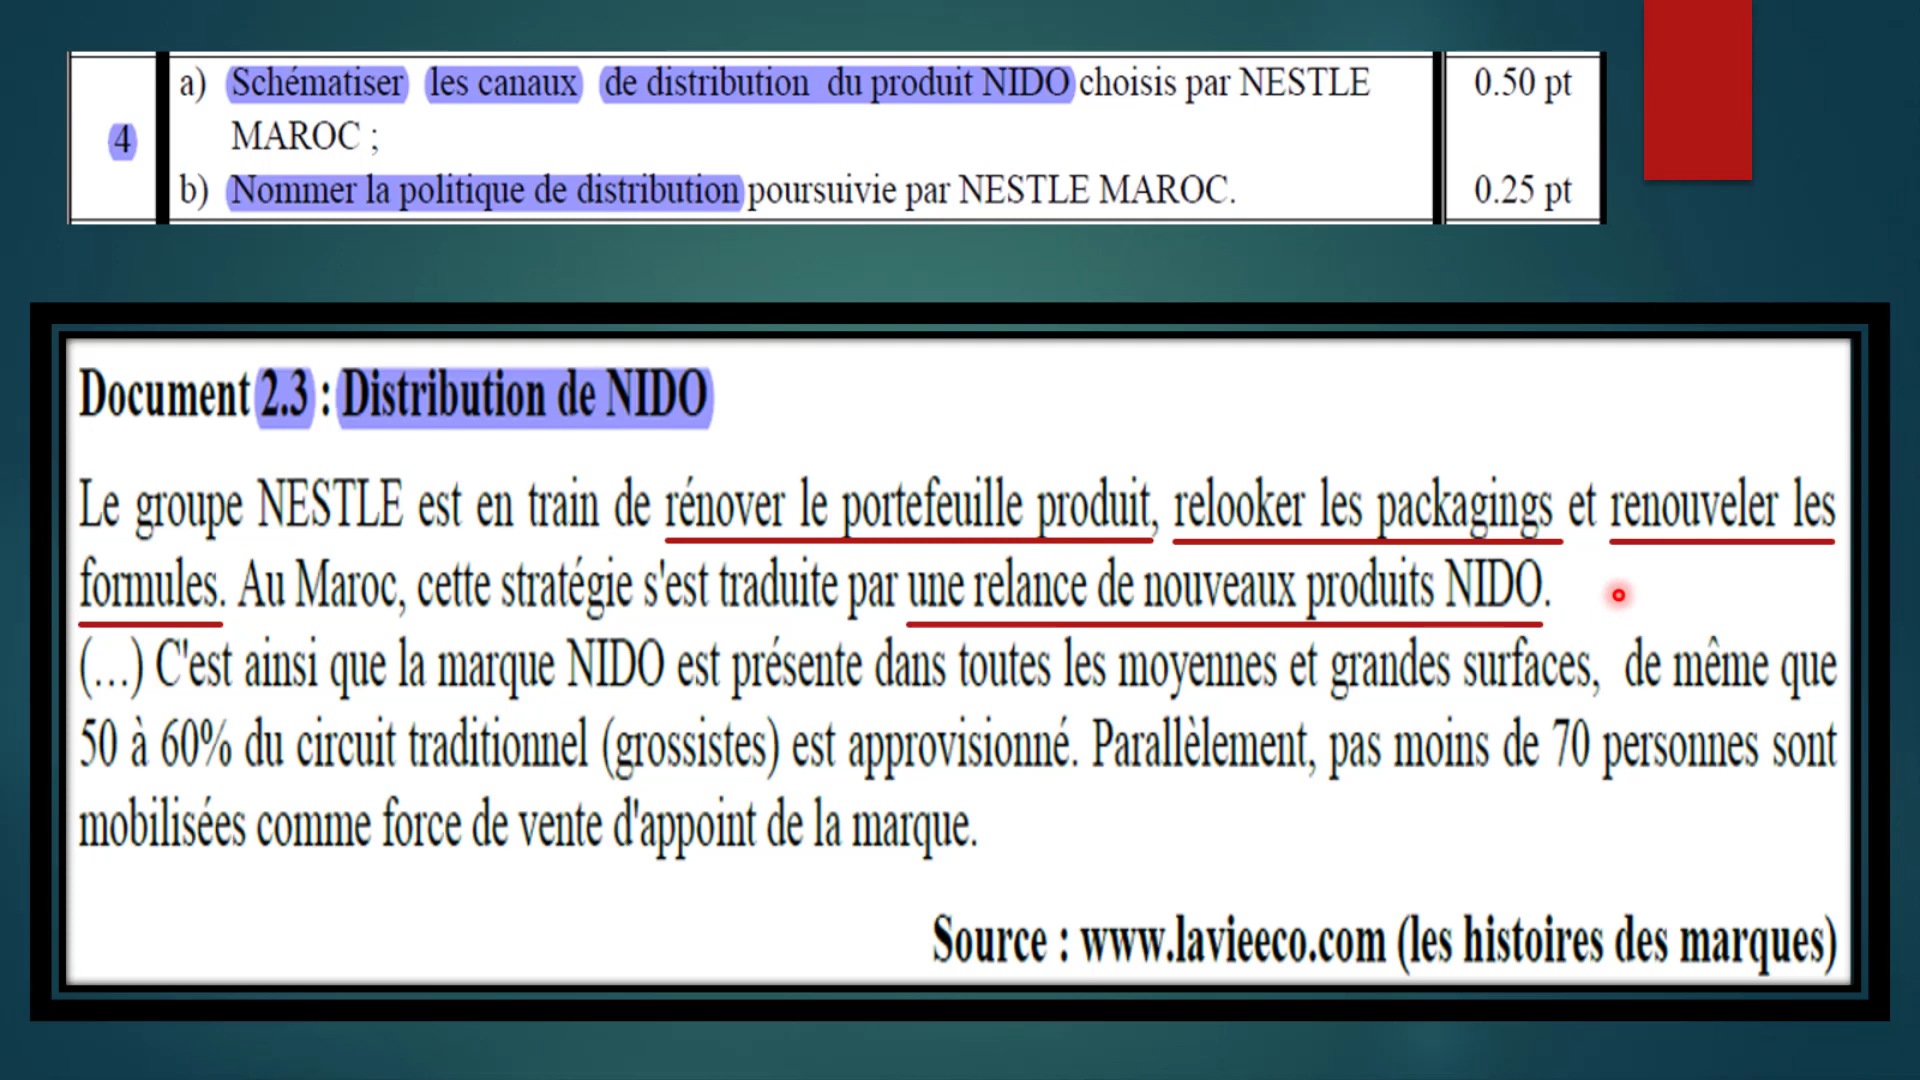 4
a) Schématiser les canaux de distribution du produit NIDO choisis par NESTLE 0.50 pt
MAROC ;
b) Nommer la politique de distribution poursuivie par NESTLE MAROC. 0.25 pt
Document 2.3 : Distribution de NIDO
Le groupe NESTLE est en train de rénover le portefeuille produit, relooker les packagings et renouveler les
formules. Au Maroc, cette stratégie s'est traduite par une relance de nouveaux produits NIDO.
(…) C'est ainsi que la marque NIDO est présente dans toutes les moyennes et grandes surfaces, de même que
50 à 60% du circuit traditionnel (grossistes) est approvisionné. Parallèlement, pas moins de 70 personnes sont
mobilisées comme force de vente d'appoint de la marque.
Source : www.lavieeco.com (les histoires des marques)